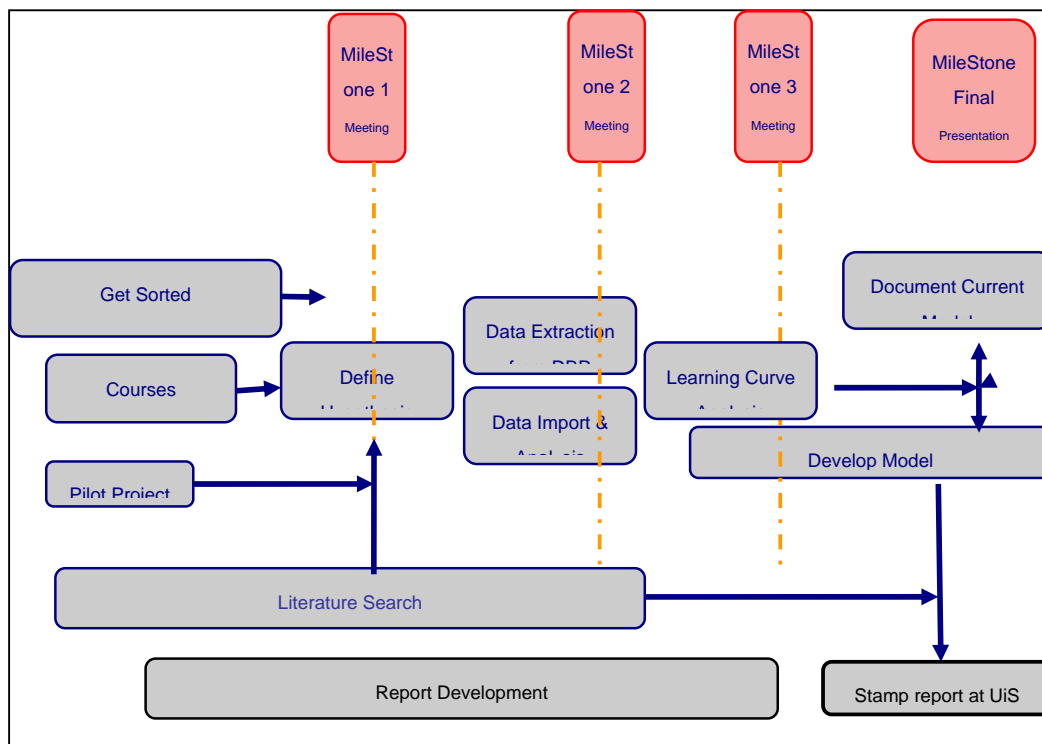 MileSt
one 1
Meeting
MileSt
one 2
Meeting
MileSt
one 3
Meeting
MileStone
Final
Presentation
Get Sorted
Document Current
Data Extraction
Courses
Define
Learning Curve
Data Import &
Develop Model
Pilot Project
Literature Search
Report Development
Stamp report at UiS